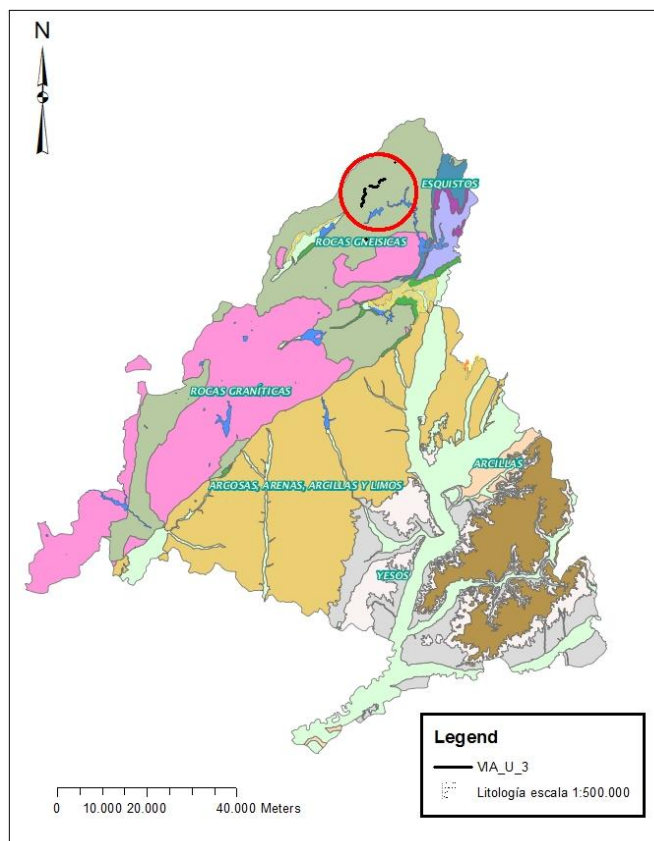 N
ESQUISTOS
ROCAS GNEISICAS
ROCAS GRANÍTICAS
ARCILLAS
ARCOSAS, ARENAS, ARCILLAS Y LIMOS
YESOS
Legend
VIA_U_3
Litología escala 1:500.000
0 10.000 20.000 40.000 Meters